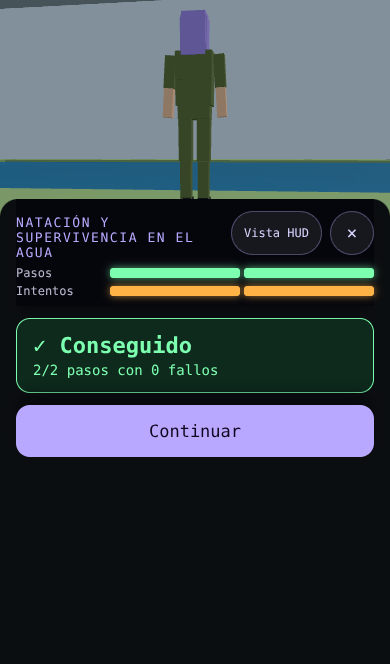 NATACIÓN Y
SUPERVIVENCIA EN EL
AGUA
Vista HUD
×
Pasos
Intentos
✓ Conseguido
2/2 pasos con 0 fallos
Continuar